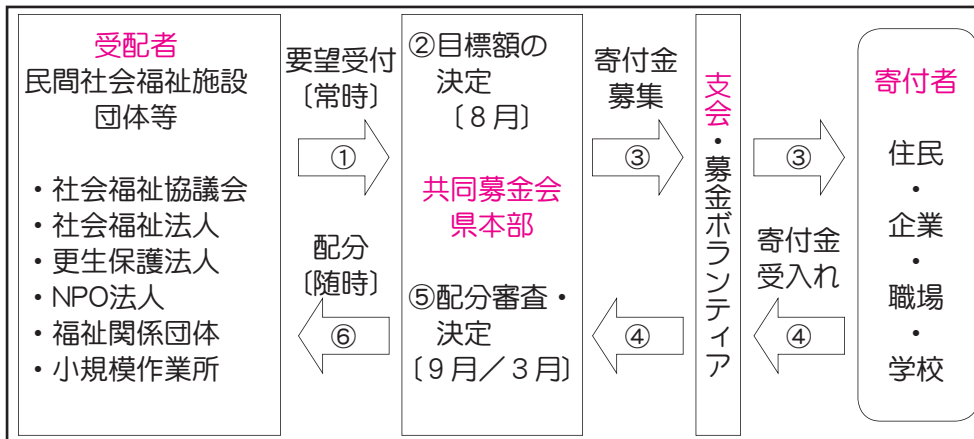 受配者
民間社会福祉施設
団体等
・社会福祉協議会
・社会福祉法人
・更生保護法人
・NPO法人
・福祉関係団体
・小規模作業所
要望受付
〔常時〕
①
配分
〔随時〕
⑥
②目標額の
決定
〔8月〕
共同募金会
県本部
⑤配分審査・
決定
〔9月／3月〕
寄付金
募集
③
④
支会・募金ボランティア
③
寄付金
受入れ
④
寄付者
住民
・
企業
・
職場
・
学校